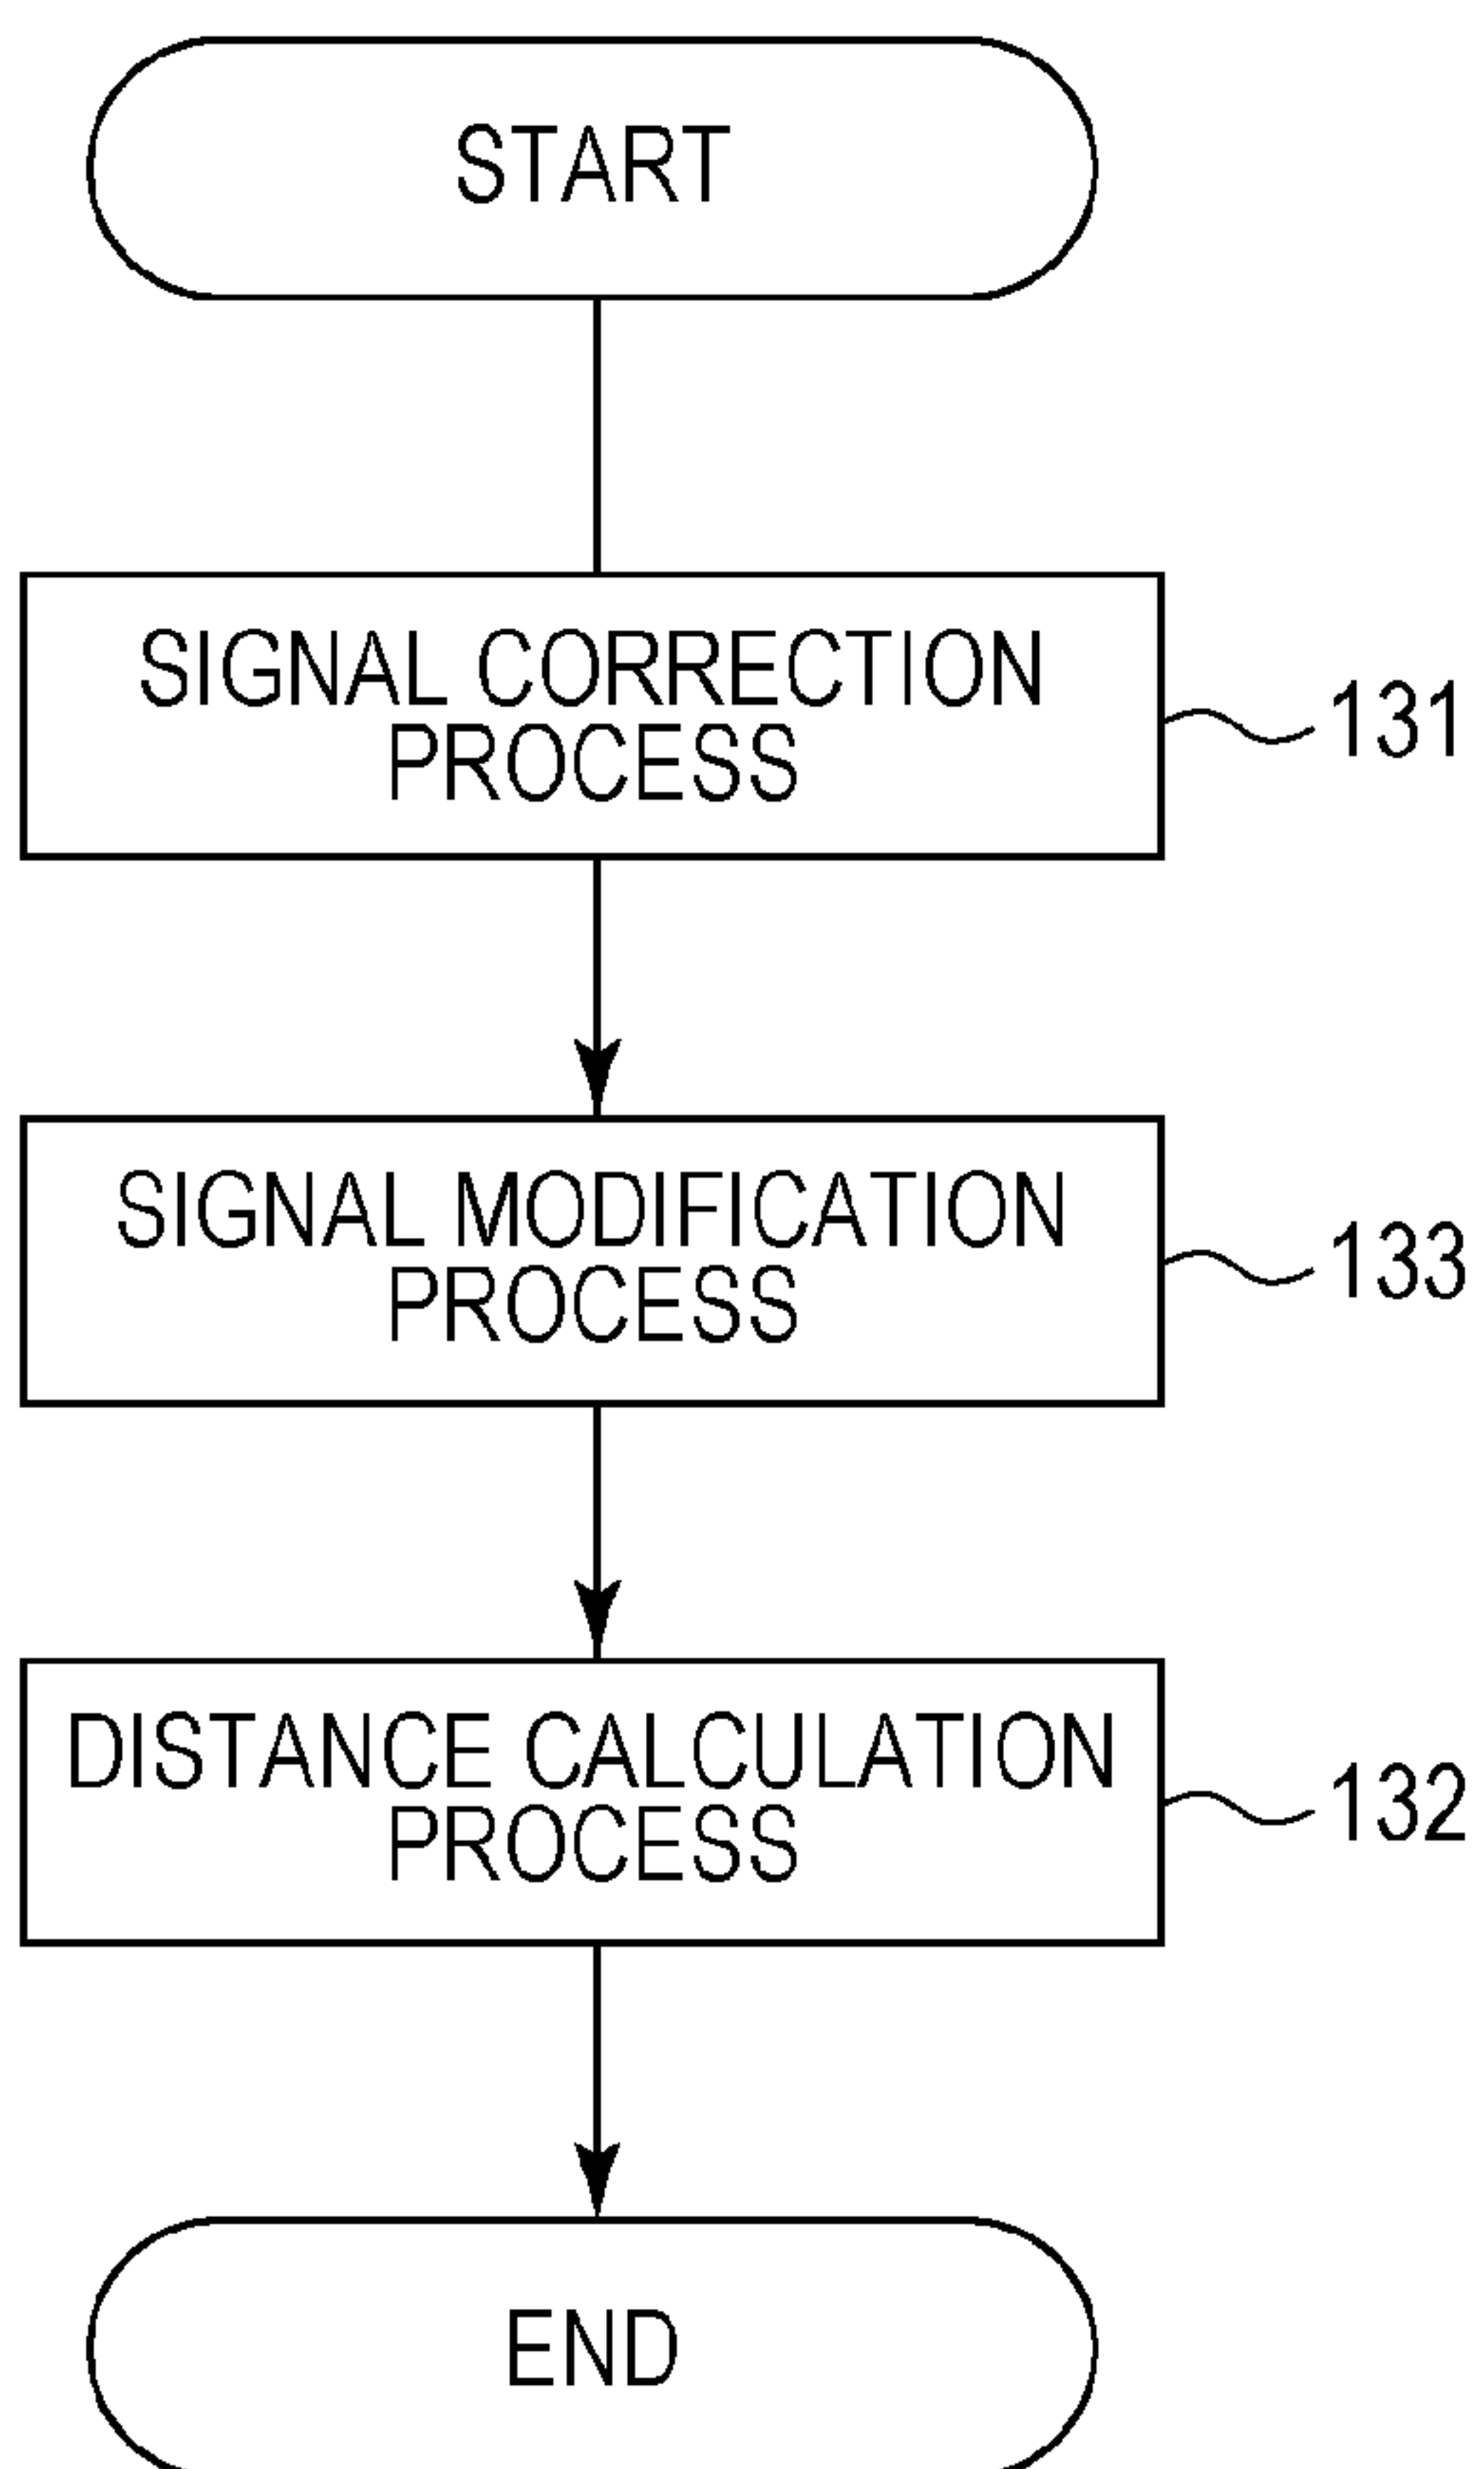 START
SIGNAL CORRECTION
PROCESS
131
SIGNAL MODIFICATION
PROCESS
133
DISTANCE CALCULATION
PROCESS
132
END